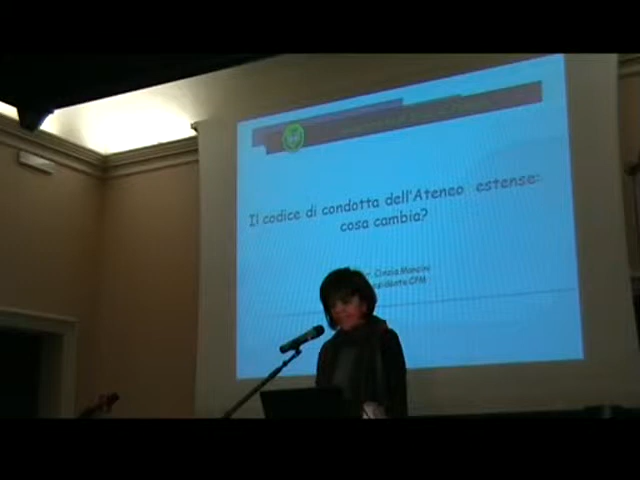 Il codice di condotta dell'Ateneo estense:
cosa cambia?
Cinzia Mancini
CPM